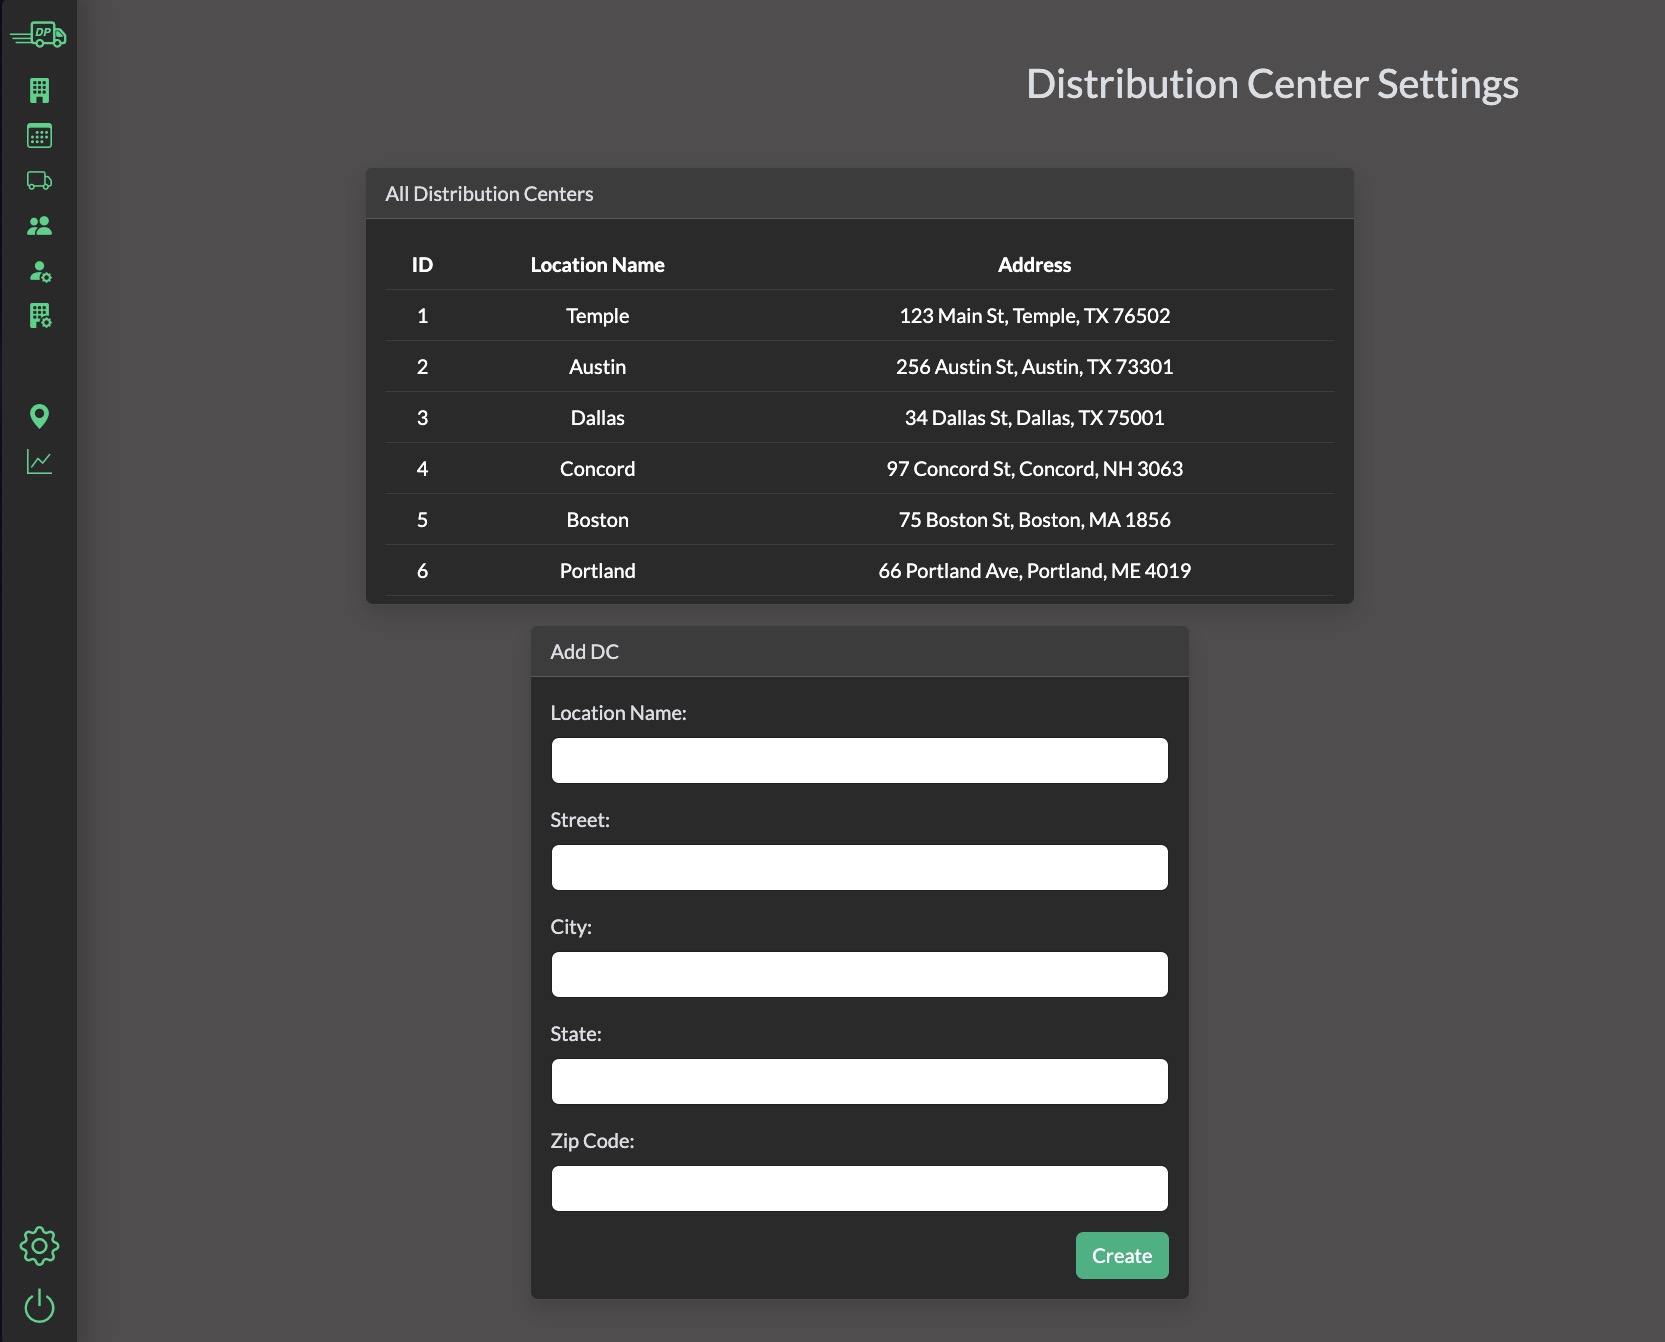 DP
Distribution Center Settings
All Distribution Centers
ID Location Name Address
1 Temple 123 Main St, Temple, TX 76502
2 Austin 256 Austin St, Austin, TX 73301
3 Dallas 34 Dallas St, Dallas, TX 75001
4 Concord 97 Concord St, Concord, NH 3063
5 Boston 75 Boston St, Boston, MA 1856
6 Portland 66 Portland Ave, Portland, ME 4019
Add DC
Location Name:
Street:
City:
State:
Zip Code:
Create